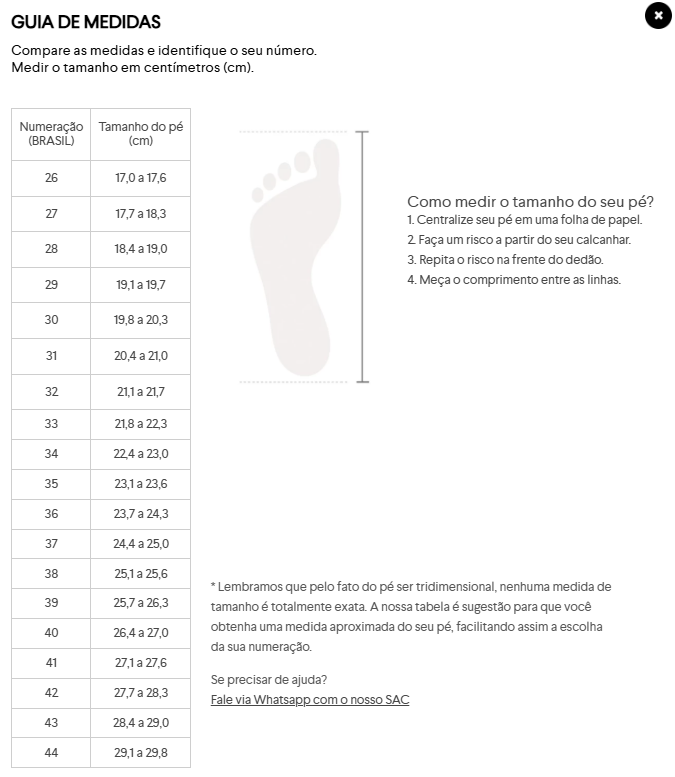 GUIA DE MEDIDAS
Compare as medidas e identifique o seu número.
Medir o tamanho em centímetros (cm).
Numeração (BRASIL) Tamanho do pé (cm)
26 17,0 a 17,6
27 17,7 a 18,3
28 18,4 a 19,0
29 19,1 a 19,7
30 19,8 a 20,3
31 20,4 a 21,0
32 21,1 a 21,7
33 21,8 a 22,3
34 22,4 a 23,0
35 23,1 a 23,6
36 23,7 a 24,3
37 24,4 a 25,0
38 25,1 a 25,6
39 25,7 a 26,3
40 26,4 a 27,0
41 27,1 a 27,6
42 27,7 a 28,3
43 28,4 a 29,0
44 29,1 a 29,8
Como medir o tamanho do seu pé?
1. Centralize seu pé em uma folha de papel.
2. Faça um risco a partir do seu calcanhar.
3. Repita o risco na frente do dedão.
4. Meça o comprimento entre as linhas.
* Lembramos que pelo fato do pé ser tridimensional, nenhuma medida de
tamanho é totalmente exata. A nossa tabela é sugestão para que você
obtenha uma medida aproximada do seu pé, facilitando assim a escolha
da sua numeração.
Se precisar de ajuda?
Fale via Whatsapp com o nosso SAC